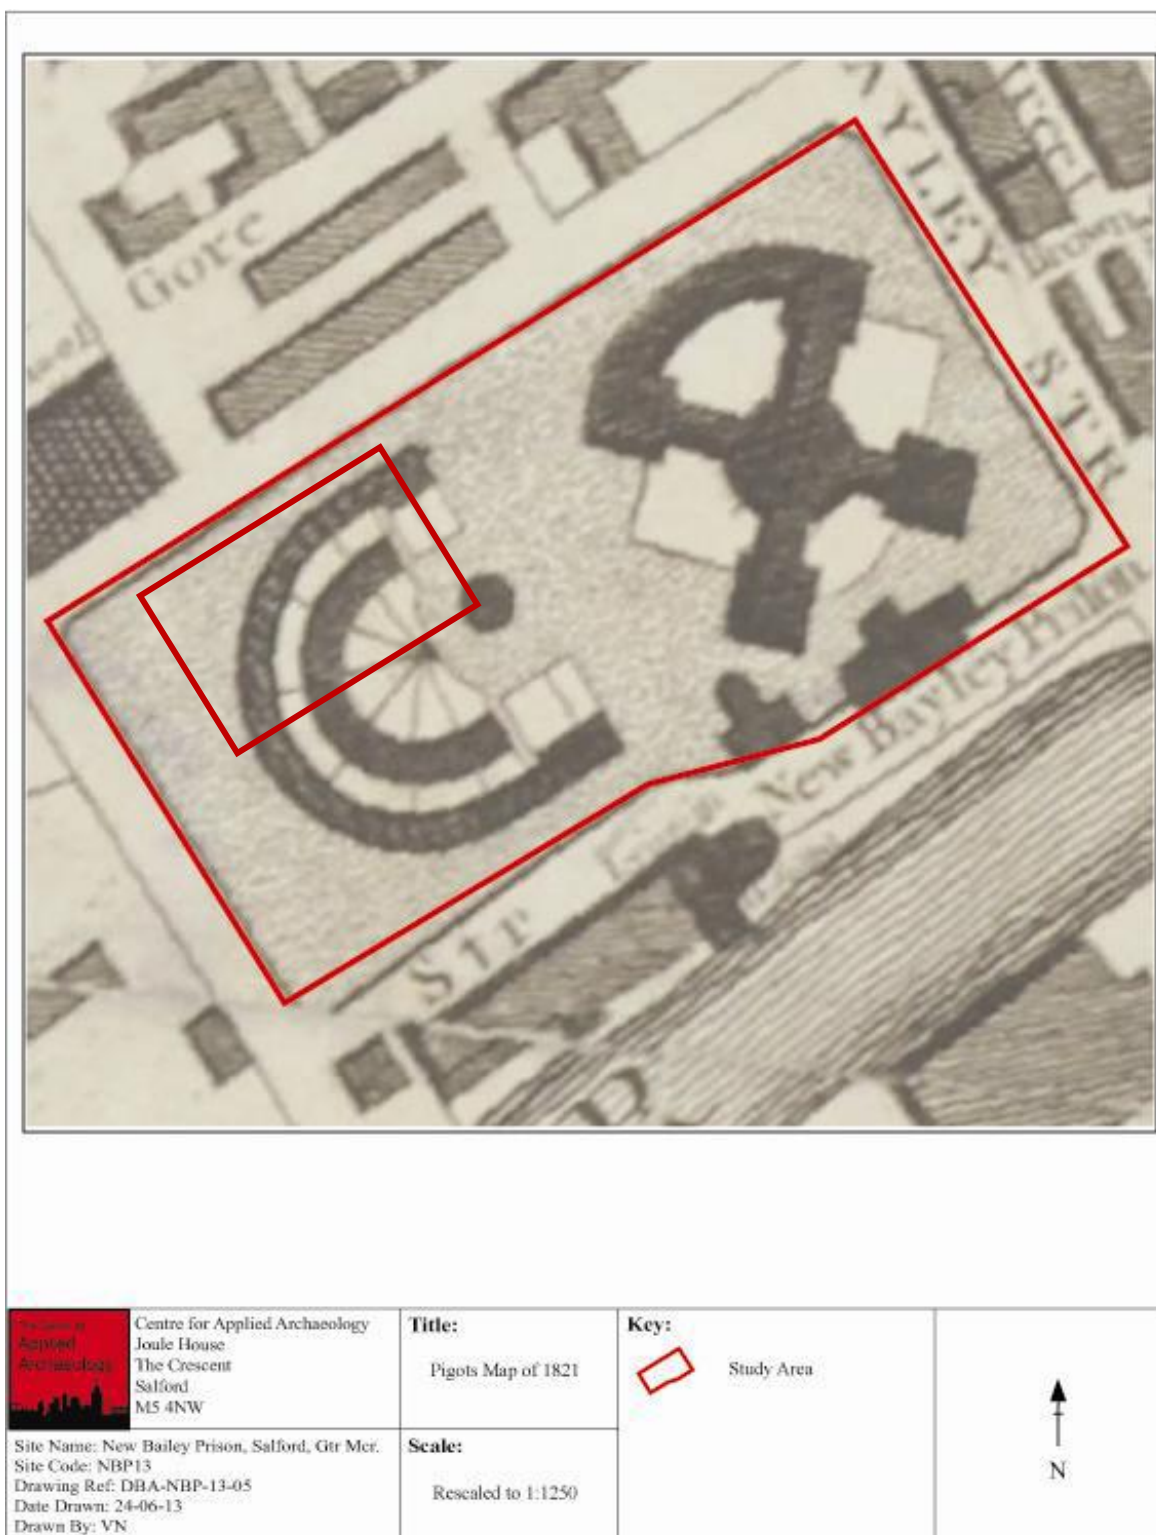 AYLEY STR
Gore
New Bayley
STR
Applied
Archaeology
Centre for Applied Archaeology
Joule House
The Crescent
Salford
M5 4NW
Title:
Pigots Map of 1821
Key:
Study Area
Site Name: New Bailey Prison, Salford, Gtr Mcr.
Site Code: NBP13
Drawing Ref: DBA-NBP-13-05
Date Drawn: 24-06-13
Drawn By: VN
Scale:
Rescaled to 1:1250
N